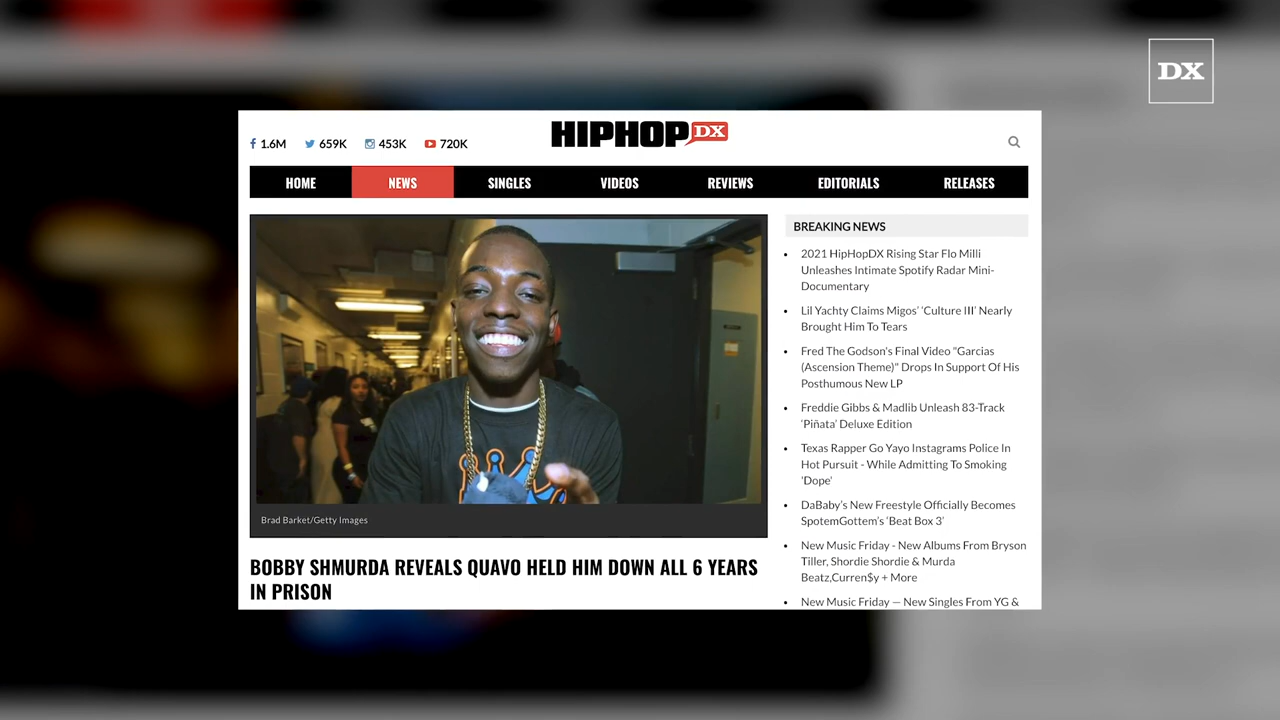 DX
1.6M 659K 453K 720K
HIPHOP DX
HOME NEWS SINGLES VIDEOS REVIEWS EDITORIALS RELEASES
Brad Barket/Getty Images
BOBBY SHMURDA REVEALS QUAVO HELD HIM DOWN ALL 6 YEARS
IN PRISON
BREAKING NEWS
2021 HipHopDX Rising Star Flo Milli
Unleashes Intimate Spotify Radar Mini-
Documentary
Lil Yachty Claims Migos' 'Culture III' Nearly
Brought Him To Tears
Fred The Godson's Final Video "Garcias
(Ascension Theme)" Drops In Support Of His
Posthumous New LP
Freddie Gibbs & Madlib Unleash 83-Track
'Piñata' Deluxe Edition
Texas Rapper Go Yayo Instagrams Police In
Hot Pursuit - While Admitting To Smoking
'Dope'
DaBaby's New Freestyle Officially Becomes
SpotemGottem's 'Beat Box 3'
New Music Friday - New Albums From Bryson
Tiller, Shordie Shordie & Murda
Beatz,Curren$y + More
New Music Friday — New Singles From YG &